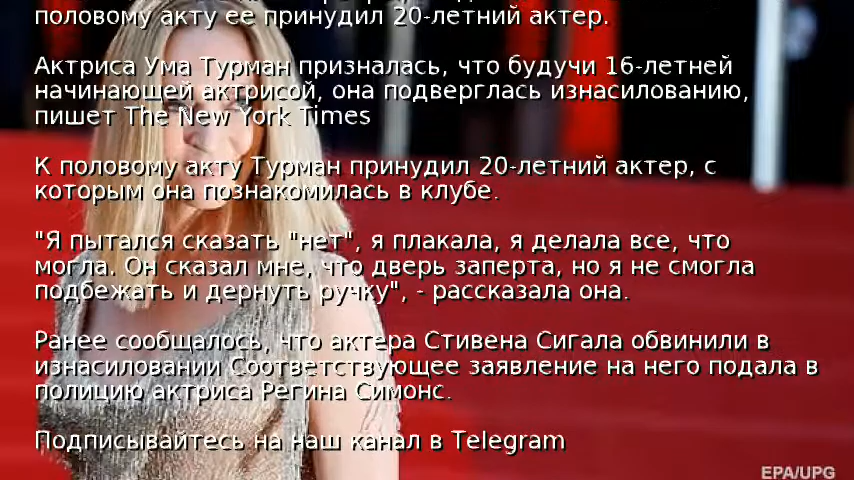 половому акту ее принудил 20-летний актер.
Актриса Ума Турман призналась, что будучи 16-летней
начинающей актрисой, она подверглась изнасилованию,
пишет The New York Times
К половому акту Турман принудил 20-летний актер, с
которым она познакомилась в клубе.
"Я пытался сказать "нет", я плакала, я делала все, что
могла. Он сказал мне, что дверь заперта, но я не смогла
подбежать и дернуть ручку", - рассказала она.
Ранее сообщалось, что актера Стивена Сигала обвинили в
изнасиловании Соответствующее заявление на него подала в
полицию актриса Регина Симонс.
Подписывайтесь на наш канал в Telegram
EPA/UPG